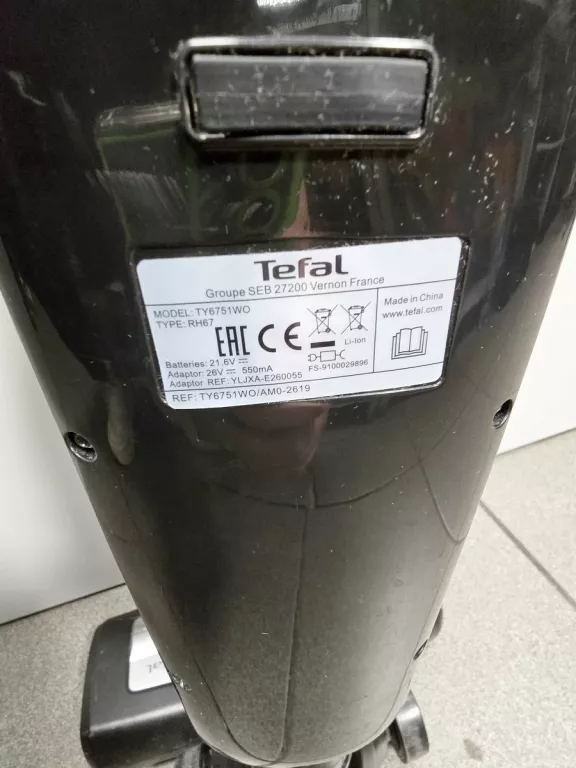 Tefal
Groupe SEB 27200 Vernon France
MODEL: TY6751WO
TYPE: RH67
Made in China
www.tefal.com
EAC CE
Li-Ion
Batteries: 21.6V ⎓
Adaptor: 26V ⎓ 550mA
FS-9100029896
Adaptor REF: YLJXA-E260055
REF: TY6751WO/AM0-2619